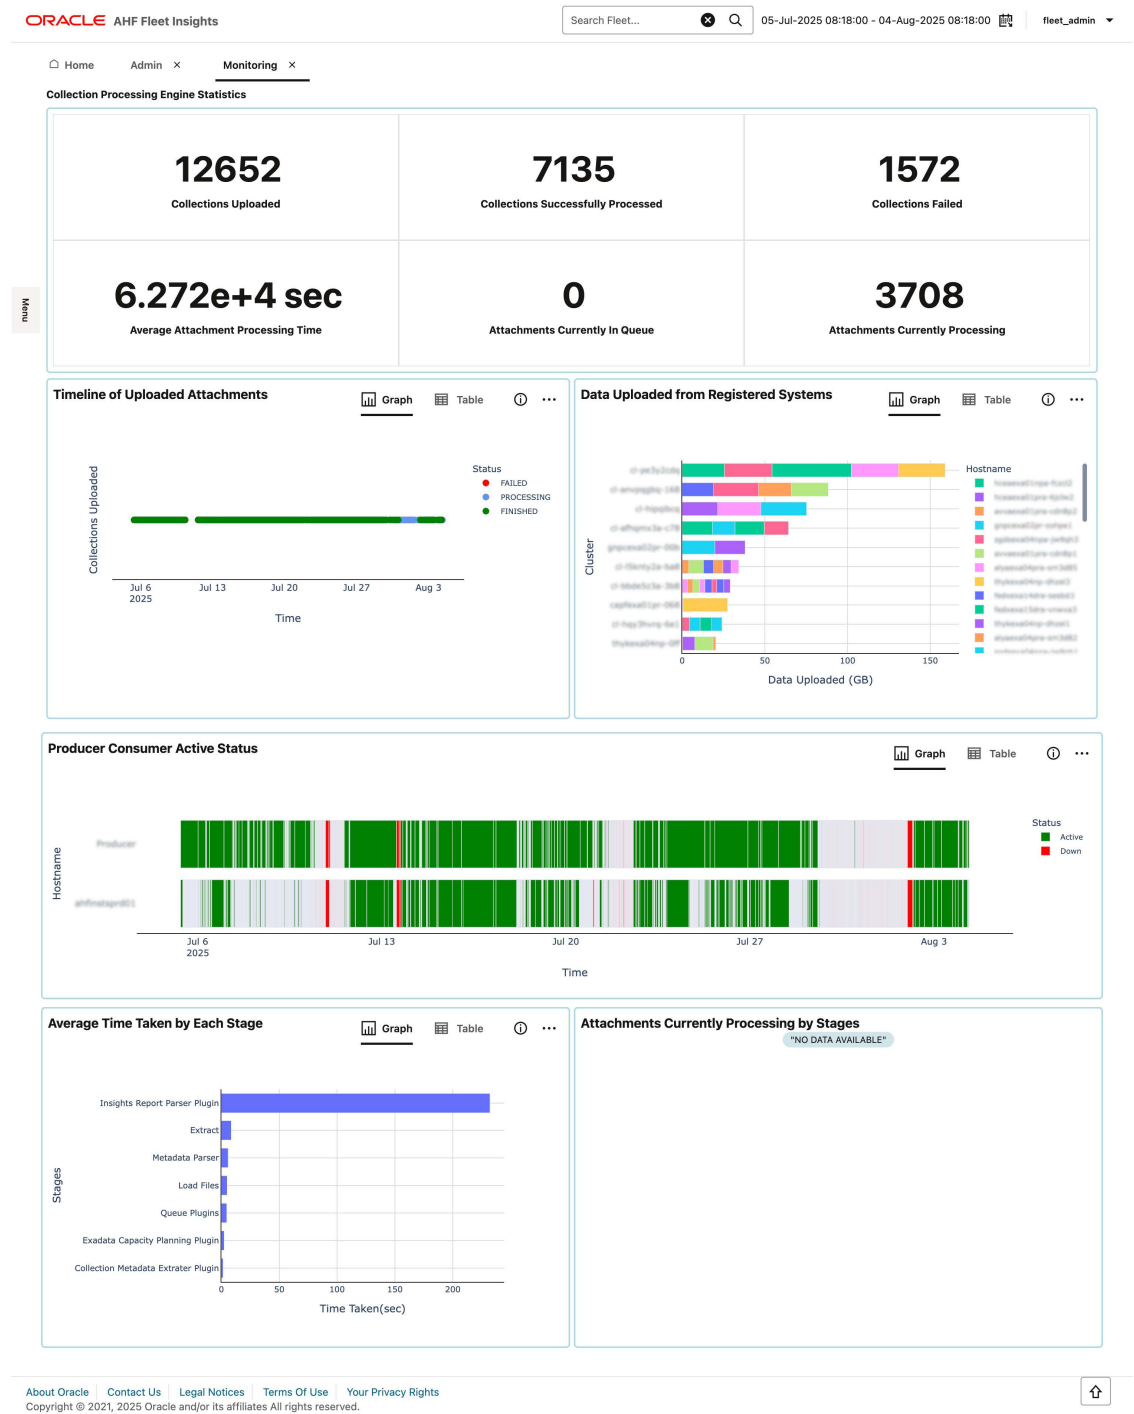 ORACLE AHF Fleet Insights
Search Fleet...
05-Jul-2025 08:18:00 - 04-Aug-2025 08:18:00
fleet_admin
Home
Admin
Monitoring
Menu
Collection Processing Engine Statistics
12652
Collections Uploaded
7135
Collections Successfully Processed
1572
Collections Failed
6.272e+4 sec
Average Attachment Processing Time
0
Attachments Currently In Queue
3708
Attachments Currently Processing
Timeline of Uploaded Attachments
Graph
Table
Collections Uploaded
Status
FAILED
PROCESSING
FINISHED
Jul 6
2025
Jul 13
Jul 20
Jul 27
Aug 3
Time
Data Uploaded from Registered Systems
Graph
Table
Cluster
Hostname
0
50
100
150
Data Uploaded (GB)
Producer Consumer Active Status
Graph
Table
Hostname
Producer
Status
Active
Down
Jul 6
2025
Jul 13
Jul 20
Jul 27
Aug 3
Time
Average Time Taken by Each Stage
Graph
Table
Stages
Insights Report Parser Plugin
Extract
Metadata Parser
Load Files
Queue Plugins
Exadata Capacity Planning Plugin
Collection Metadata Extrater Plugin
0
50
100
150
200
Time Taken(sec)
Attachments Currently Processing by Stages
"NO DATA AVAILABLE"
About Oracle
Contact Us
Legal Notices
Terms Of Use
Your Privacy Rights
Copyright © 2021, 2025 Oracle and/or its affiliates All rights reserved.